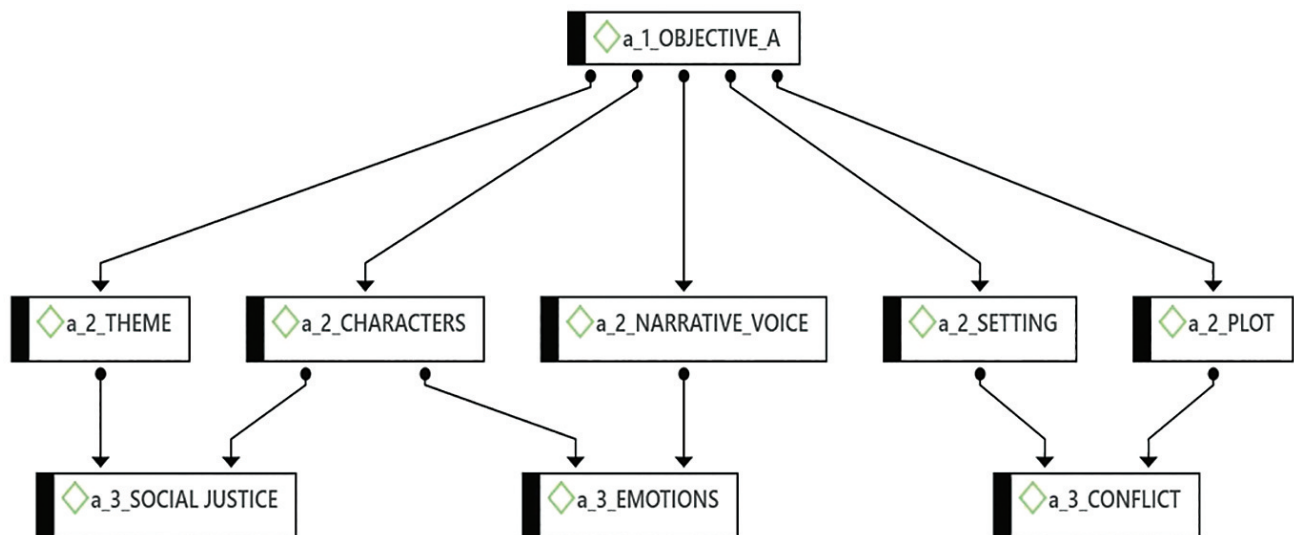 a_1_OBJECTIVE_A
a_2_THEME
a_2_CHARACTERS
a_2_NARRATIVE_VOICE
a_2_SETTING
a_2_PLOT
a_3_SOCIAL JUSTICE
a_3_EMOTIONS
a_3_CONFLICT